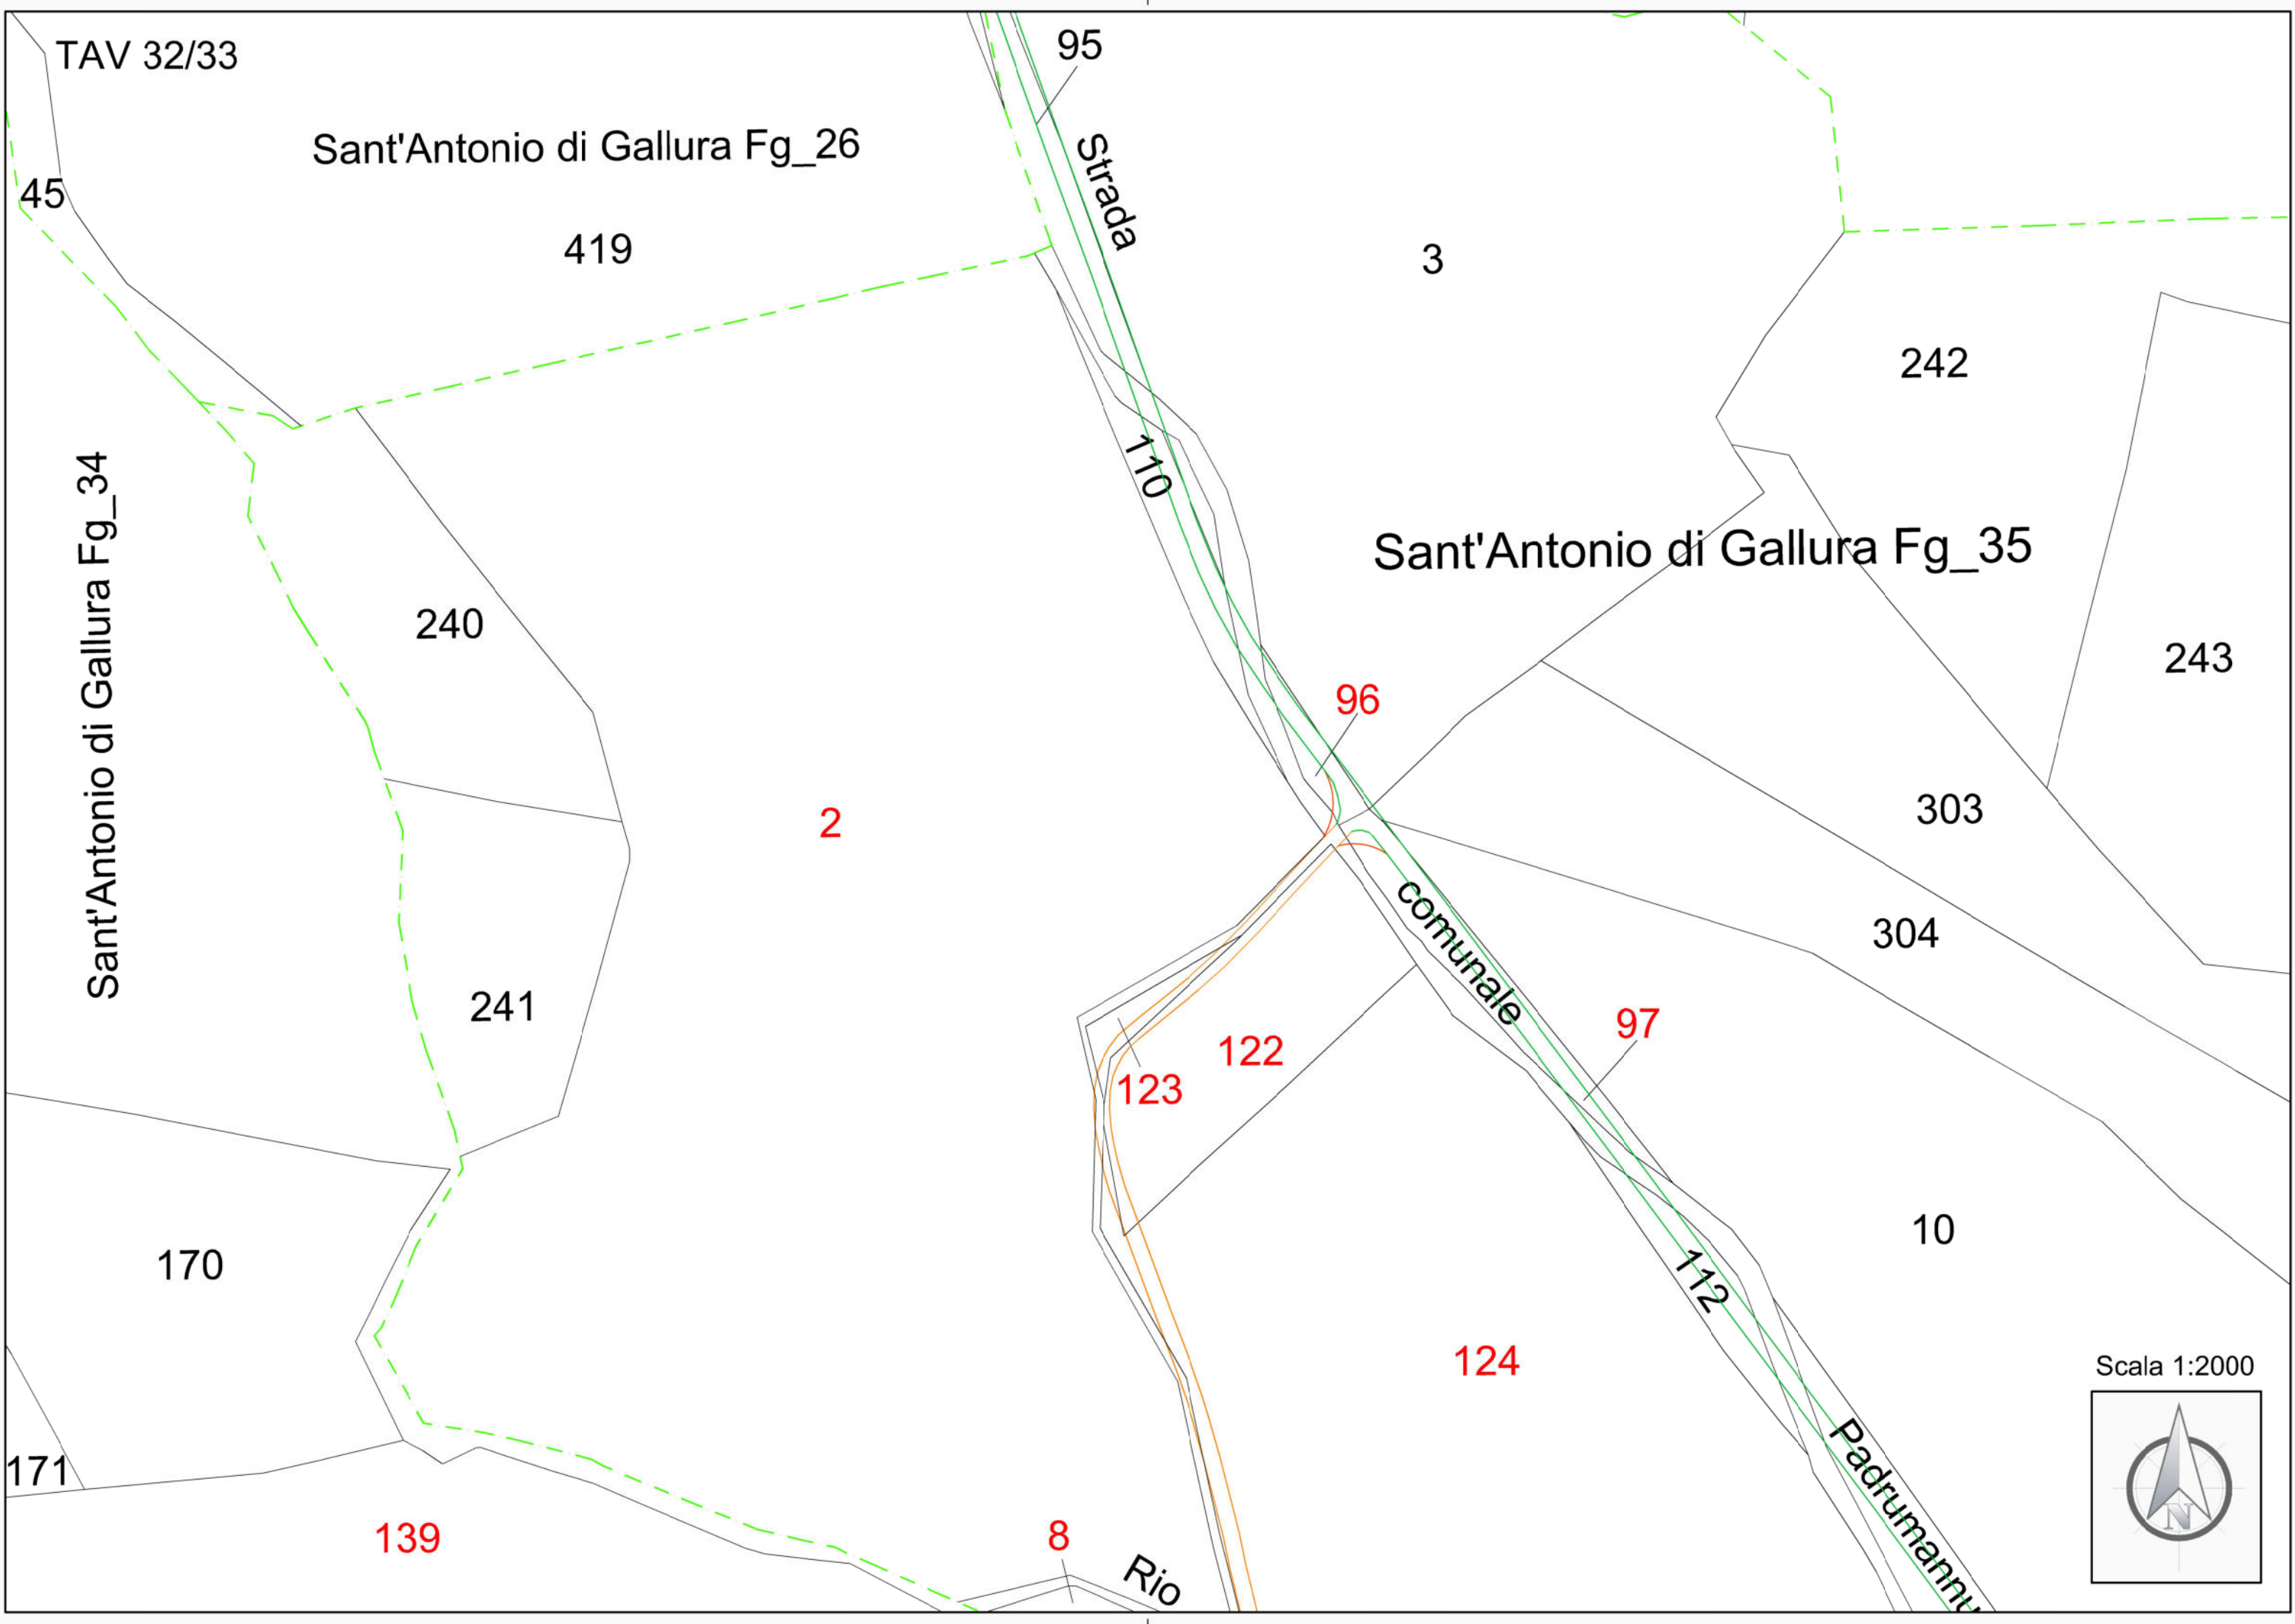 TAV 32/33
95
Sant'Antonio di Gallura Fg_26
Strada
45
419
3
242
110
Sant'Antonio di Gallura Fg_34
Sant'Antonio di Gallura Fg_35
240
243
96
2
303
304
comunale
241
97
122
123
10
170
112
124
Scala 1:2000
171
Padrumannu
139
8
Rio
N